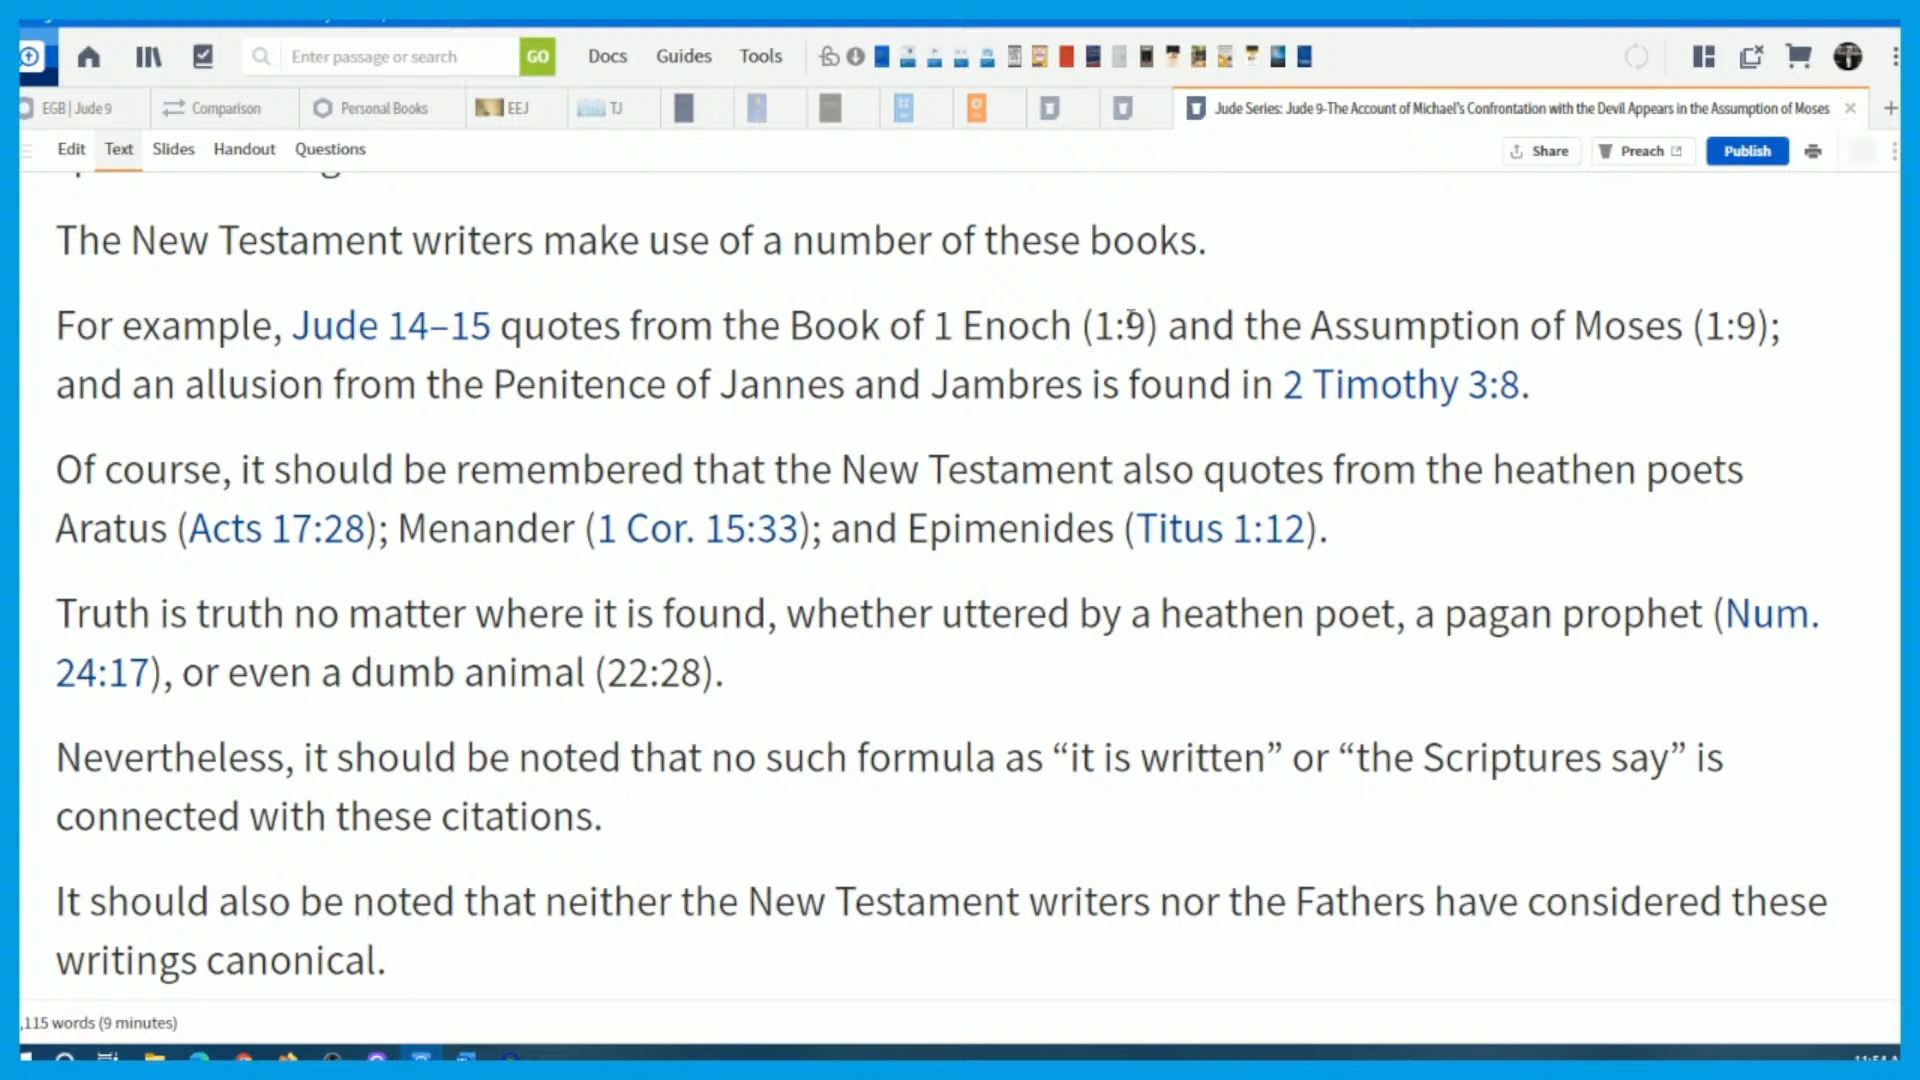 Enter passage or search
GO
Docs
Guides
Tools
EGB | Jude 9
Comparison
Personal Books
EEJ
TJ
Jude Series: Jude 9-The Account of Michael's Confrontation with the Devil Appears in the Assumption of Moses
Edit
Text
Slides
Handout
Questions
Share
Preach
Publish
The New Testament writers make use of a number of these books.
For example, Jude 14–15 quotes from the Book of 1 Enoch (1:9) and the Assumption of Moses (1:9);
and an allusion from the Penitence of Jannes and Jambres is found in 2 Timothy 3:8.
Of course, it should be remembered that the New Testament also quotes from the heathen poets
Aratus (Acts 17:28); Menander (1 Cor. 15:33); and Epimenides (Titus 1:12).
Truth is truth no matter where it is found, whether uttered by a heathen poet, a pagan prophet (Num.
24:17), or even a dumb animal (22:28).
Nevertheless, it should be noted that no such formula as “it is written” or “the Scriptures say” is
connected with these citations.
It should also be noted that neither the New Testament writers nor the Fathers have considered these
writings canonical.
,115 words (9 minutes)